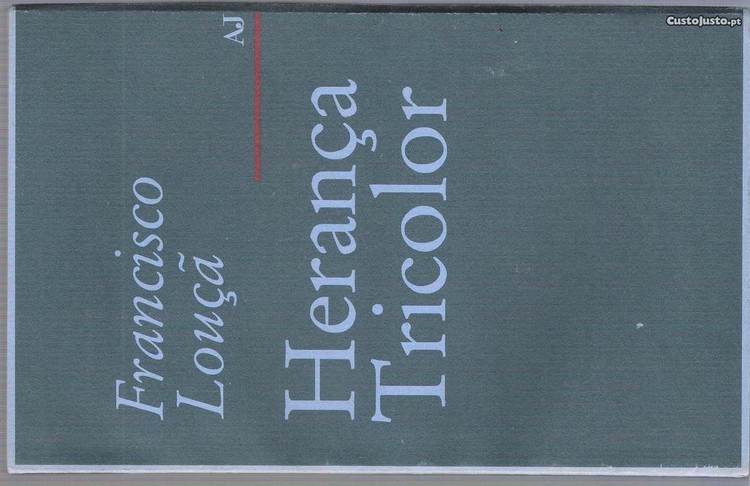 Francisco
Louçã
AJ
Herança
Tricolor
CustoJusto.pt